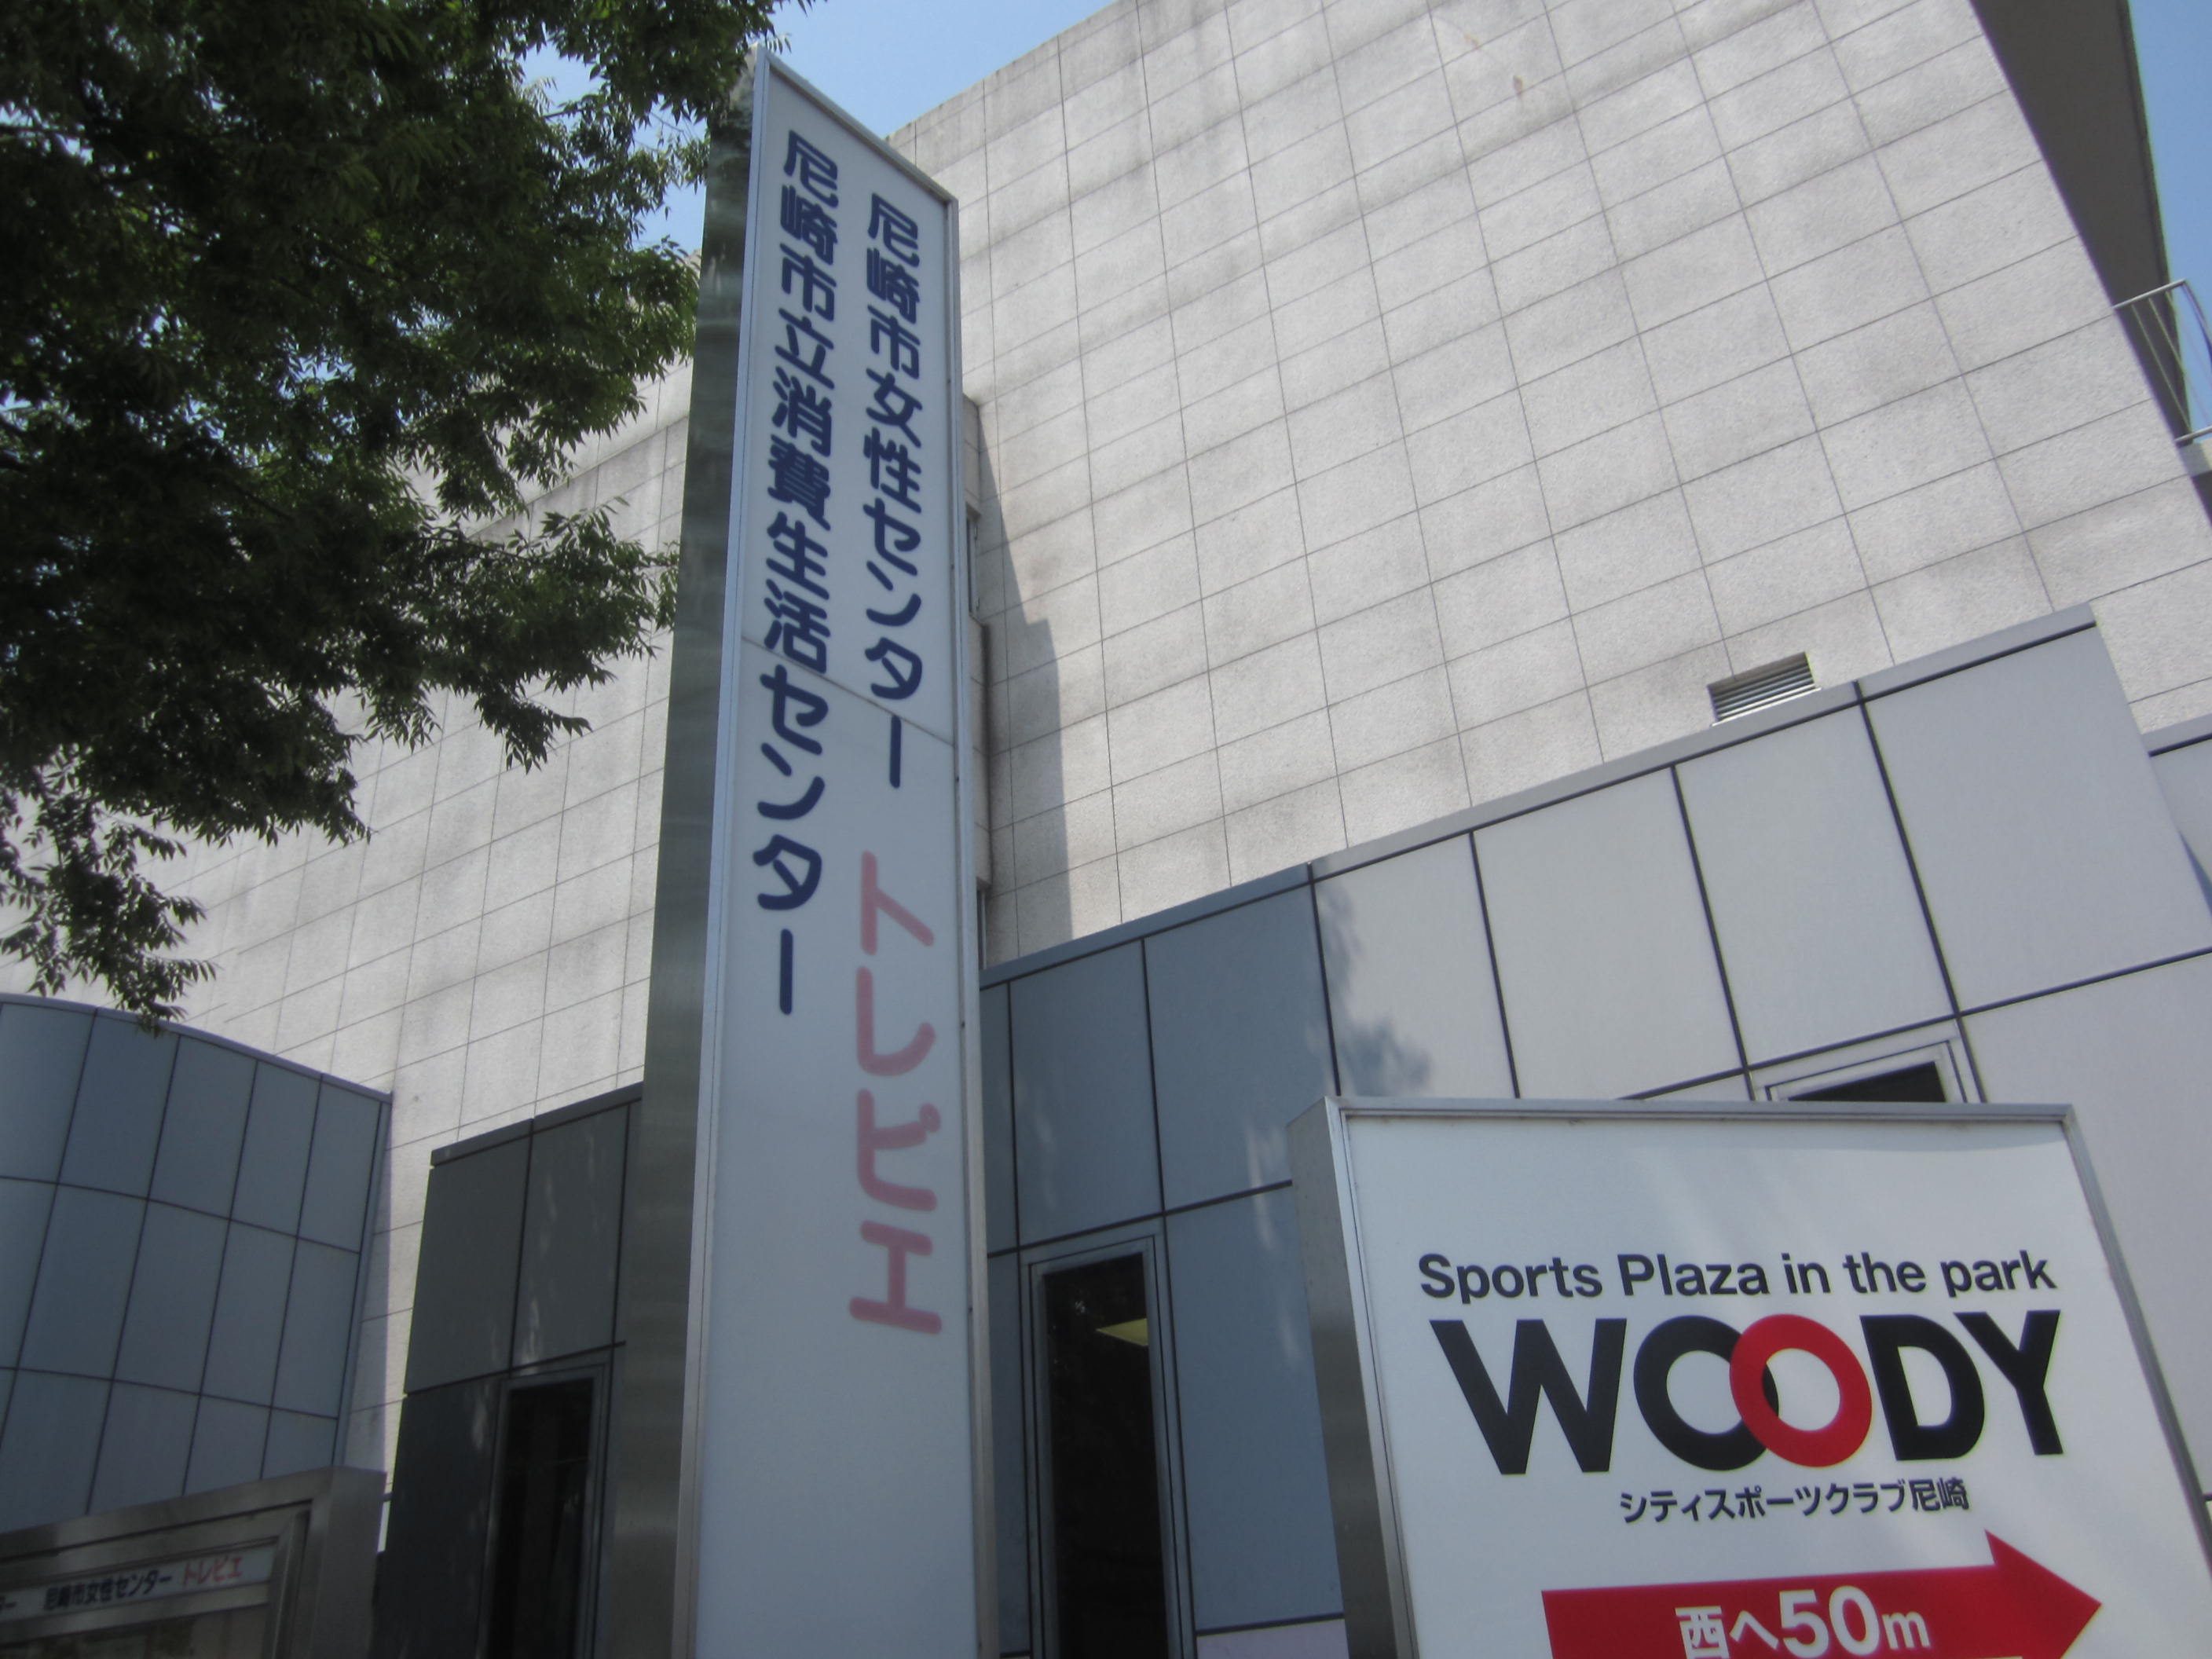 尼崎市女性センター トレピエ
尼崎市立消費生活センター
Sports Plaza in the park
WOODY
シティスポーツクラブ尼崎
西へ50m
ター 尼崎市女性センター トレピエ